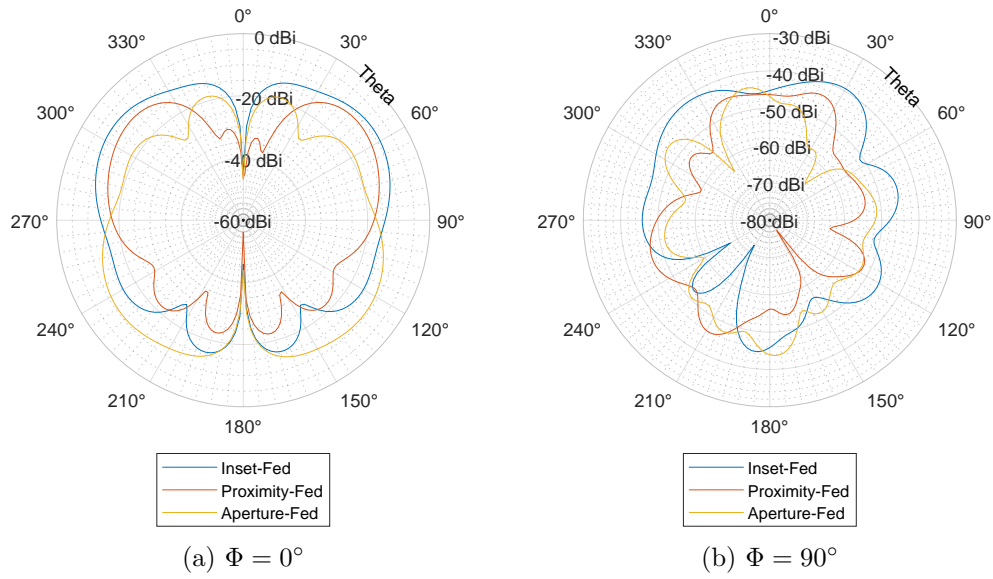 0°
330°
30°
300°
60°
270°
90°
240°
120°
210°
150°
180°
0 dBi
-20 dBi
-40 dBi
-60 dBi
Theta
Inset-Fed
Proximity-Fed
Aperture-Fed
(a) Φ = 0°
0°
330°
30°
300°
60°
270°
90°
240°
120°
210°
150°
180°
-30 dBi
-40 dBi
-50 dBi
-60 dBi
-70 dBi
-80 dBi
Theta
Inset-Fed
Proximity-Fed
Aperture-Fed
(b) Φ = 90°